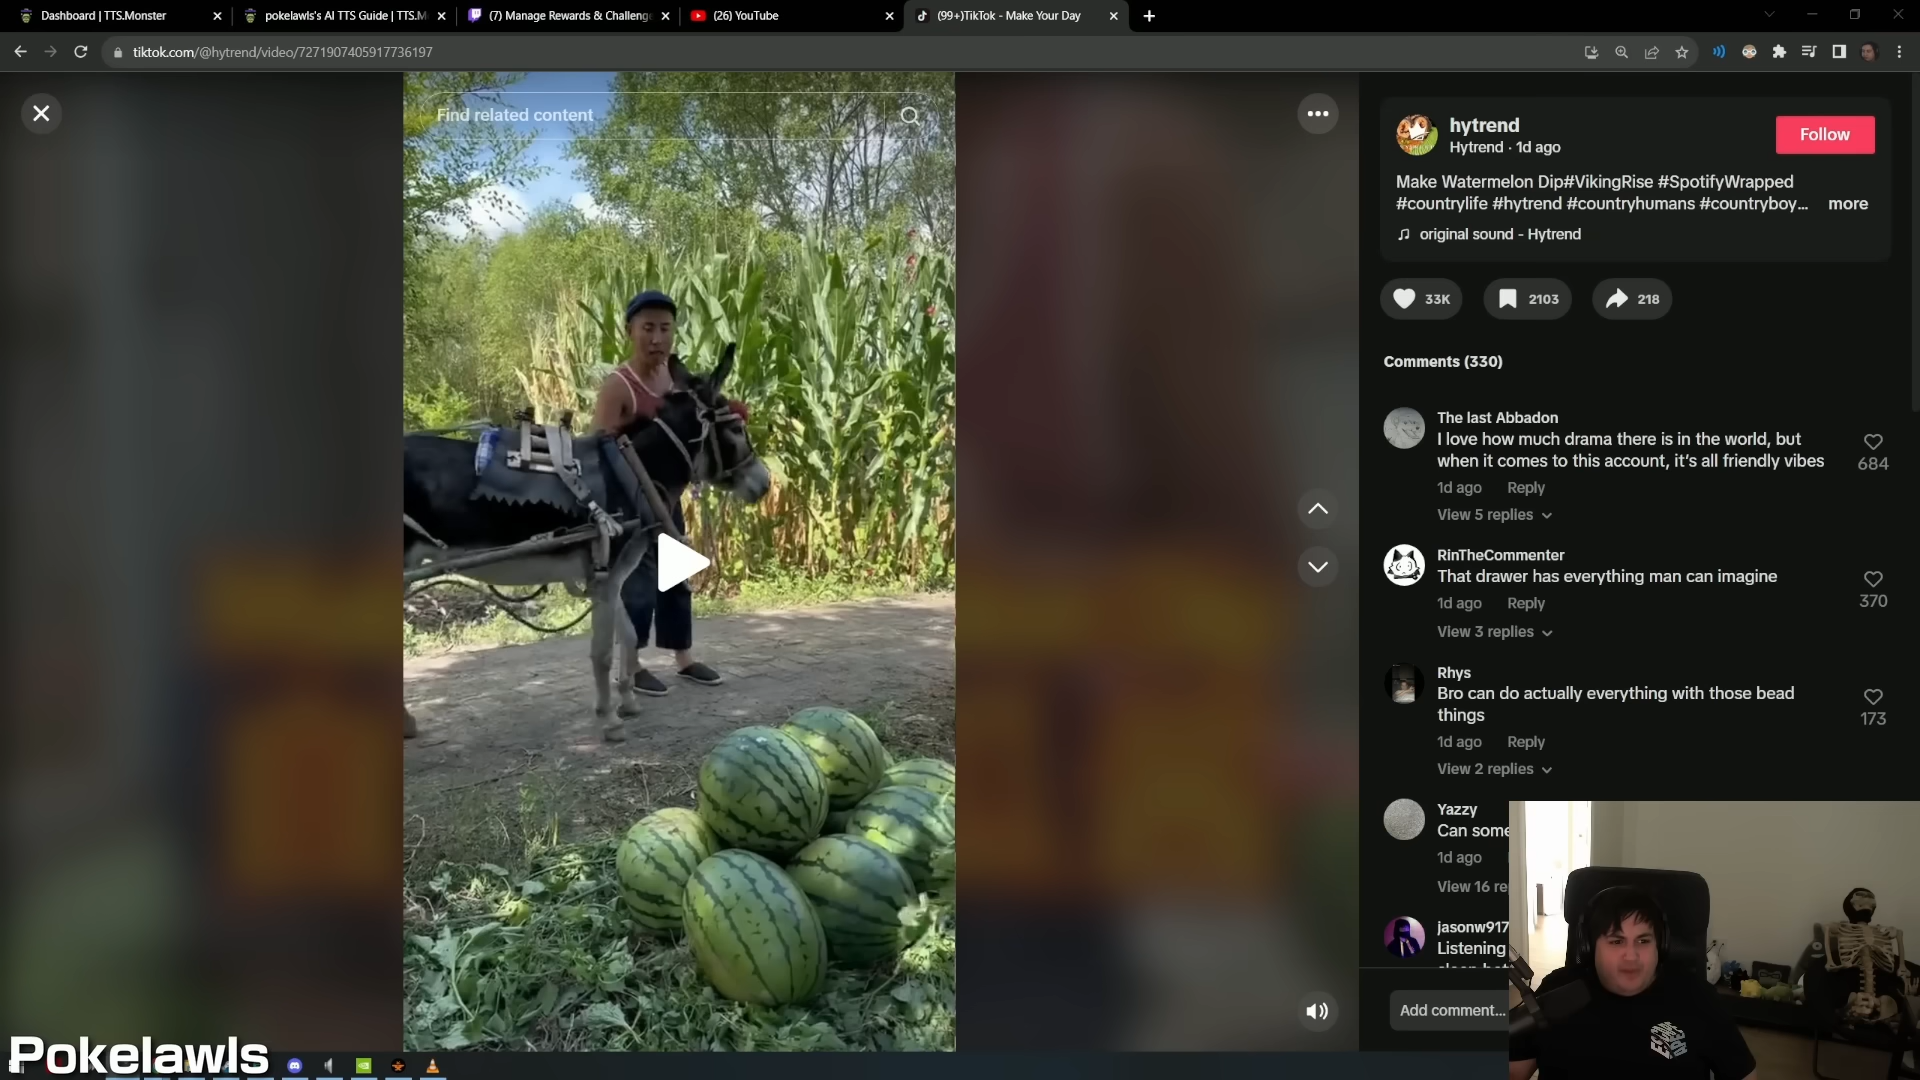 Dashboard | TTS.Monster
pokelawls's AI TTS Guide | TTS.M
(7) Manage Rewards & Challenge
(26) YouTube
(99+)TikTok - Make Your Day
tiktok.com/@hytrend/video/7271907405917736197
Find related content
hytrend
Hytrend · 1d ago
Follow
Make Watermelon Dip#VikingRise #SpotifyWrapped
#countrylife #hytrend #countryhumans #countryboy... more
original sound - Hytrend
33K
2103
218
Comments (330)
The last Abbadon
I love how much drama there is in the world, but
when it comes to this account, it's all friendly vibes
684
1d ago Reply
View 5 replies
RinTheCommenter
That drawer has everything man can imagine
370
1d ago Reply
View 3 replies
Rhys
Bro can do actually everything with those bead
things
173
1d ago Reply
View 2 replies
Yazzy
Can some
1d ago
View 16 re
jasonw917
Listening
Add comment...
Pokelawls